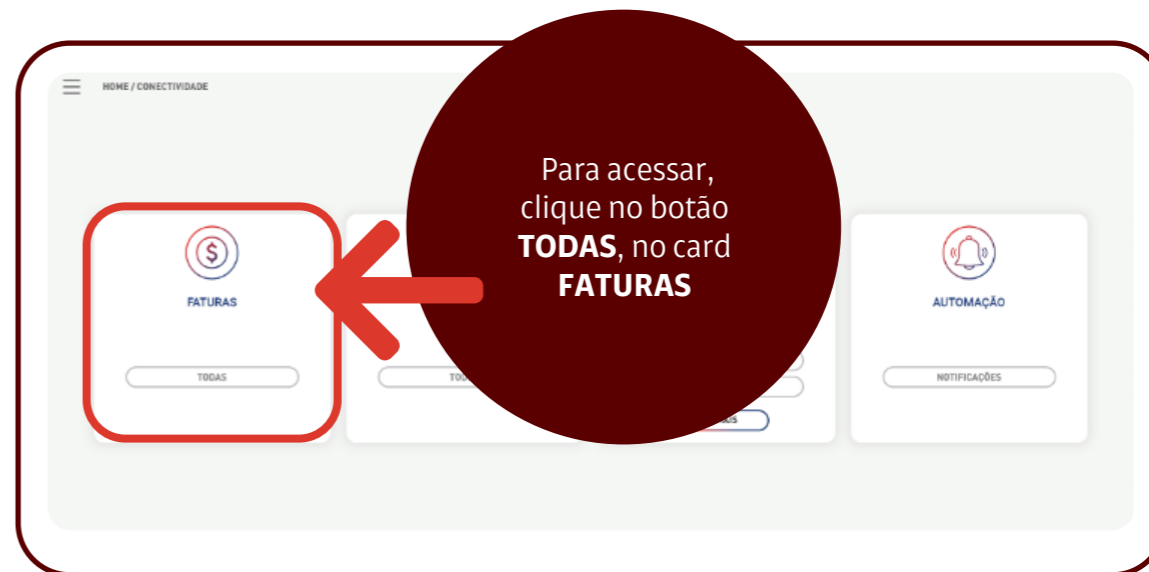 HOME / CONECTIVIDADE
Para acessar,
clique no botão
TODAS, no card
FATURAS
FATURAS
TODAS
AUTOMAÇÃO
NOTIFICAÇÕES